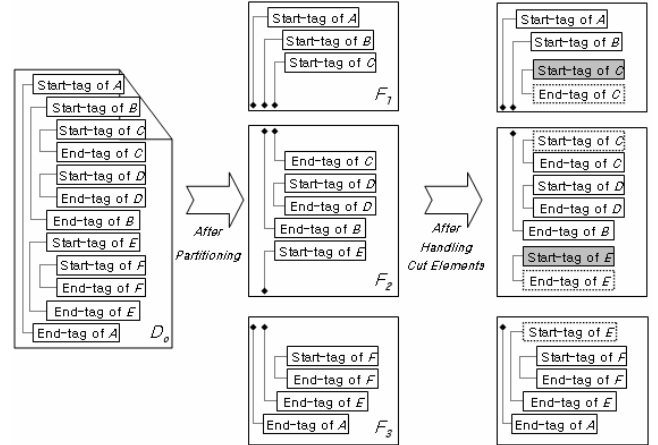 Start-tag of A
Start-tag of B
Start-tag of C
End-tag of C
Start-tag of D
End-tag of D
End-tag of B
Start-tag of E
Start-tag of F
End-tag of F
End-tag of E
End-tag of A
Do
After
Partitioning
Start-tag of A
Start-tag of B
Start-tag of C
F1
End-tag of C
Start-tag of D
End-tag of D
End-tag of B
Start-tag of E
F2
Start-tag of F
End-tag of F
End-tag of E
End-tag of A
F3
After
Handling
Cut Elements
Start-tag of A
Start-tag of B
Start-tag of C
End-tag of C
Start-tag of C
End-tag of C
Start-tag of D
End-tag of D
End-tag of B
Start-tag of E
End-tag of E
Start-tag of E
Start-tag of F
End-tag of F
End-tag of E
End-tag of A